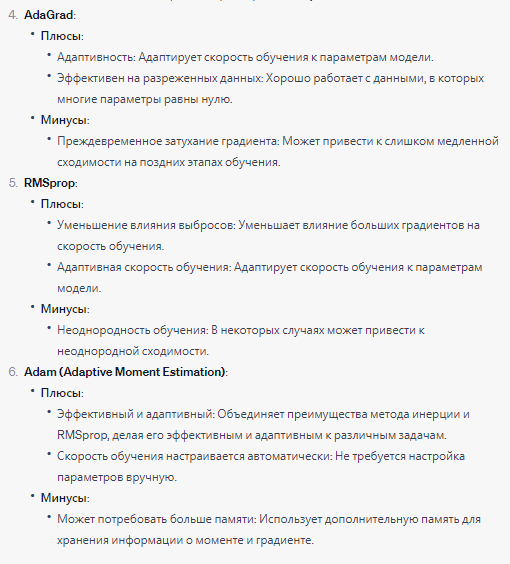 4. AdaGrad:
• Плюсы:
• Адаптивность: Адаптирует скорость обучения к параметрам модели.
• Эффективен на разреженных данных: Хорошо работает с данными, в которых
многие параметры равны нулю.
• Минусы:
• Преждевременное затухание градиента: Может привести к слишком медленной
сходимости на поздних этапах обучения.
5. RMSprop:
• Плюсы:
• Уменьшение влияния выбросов: Уменьшает влияние больших градиентов на
скорость обучения.
• Адаптивная скорость обучения: Адаптирует скорость обучения к параметрам
модели.
• Минусы:
• Неоднородность обучения: В некоторых случаях может привести к
неоднородной сходимости.
6. Adam (Adaptive Moment Estimation):
• Плюсы:
• Эффективный и адаптивный: Объединяет преимущества метода инерции и
RMSprop, делая его эффективным и адаптивным к различным задачам.
• Скорость обучения настраивается автоматически: Не требуется настройка
параметров вручную.
• Минусы:
• Может потребовать больше памяти: Использует дополнительную память для
хранения информации о моменте и градиенте.